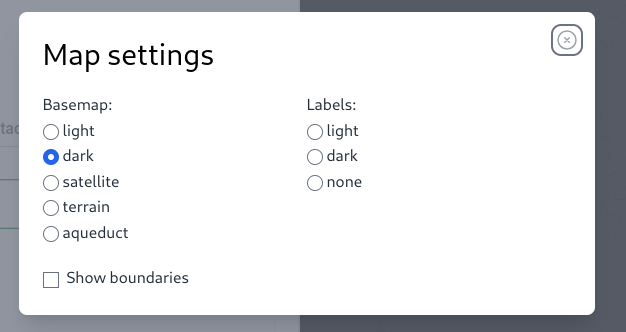 Map settings
Basemap:
light
dark
satellite
terrain
aqueduct
Labels:
light
dark
none
Show boundaries